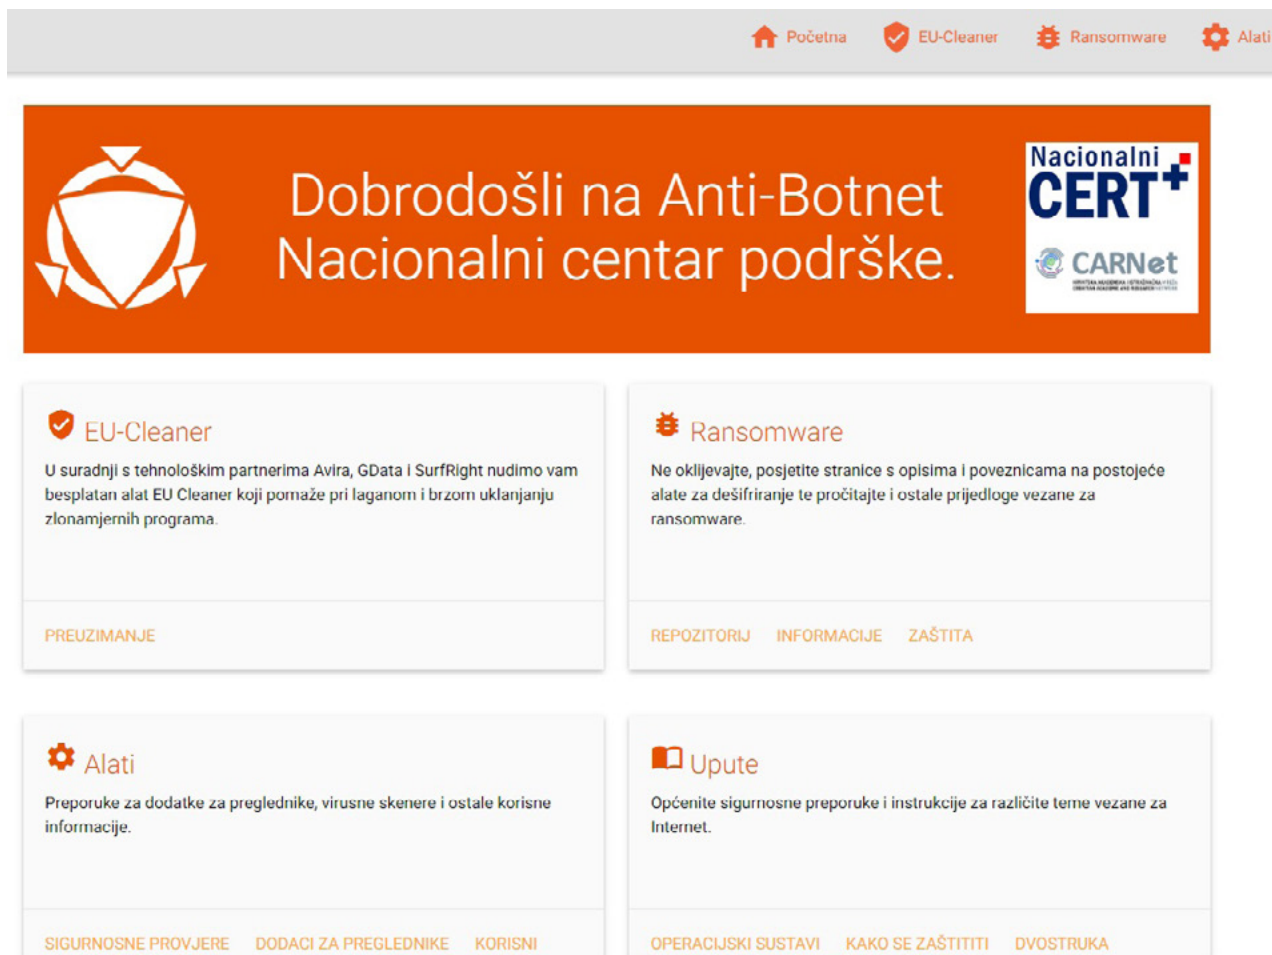 Početna EU-Cleaner Ransomware Alati
Dobrodošli na Anti-Botnet
Nacionalni centar podrške.
Nacionalni
CERT+
CARNet
EU-Cleaner
U suradnji s tehnološkim partnerima Avira, GData i SurfRight nudimo vam
besplatan alat EU Cleaner koji pomaže pri laganom i brzom uklanjanju
zlonamjernih programa.
PREUZIMANJE
Ransomware
Ne oklijevajte, posjetite stranice s opisima i poveznicama na postojeće
alate za dešifriranje te pročitajte i ostale prijedloge vezane za
ransomware.
REPOZITORIJ INFORMACIJE ZAŠTITA
Alati
Preporuke za dodatke za preglednike, virusne skenere i ostale korisne
informacije.
SIGURNOSNE PROVJERE DODACI ZA PREGLEDNIKE KORISNI
Upute
Općenite sigurnosne preporuke i instrukcije za različite teme vezane za
Internet.
OPERACIJSKI SUSTAVI KAKO SE ZAŠTITITI DVOSTRUKA